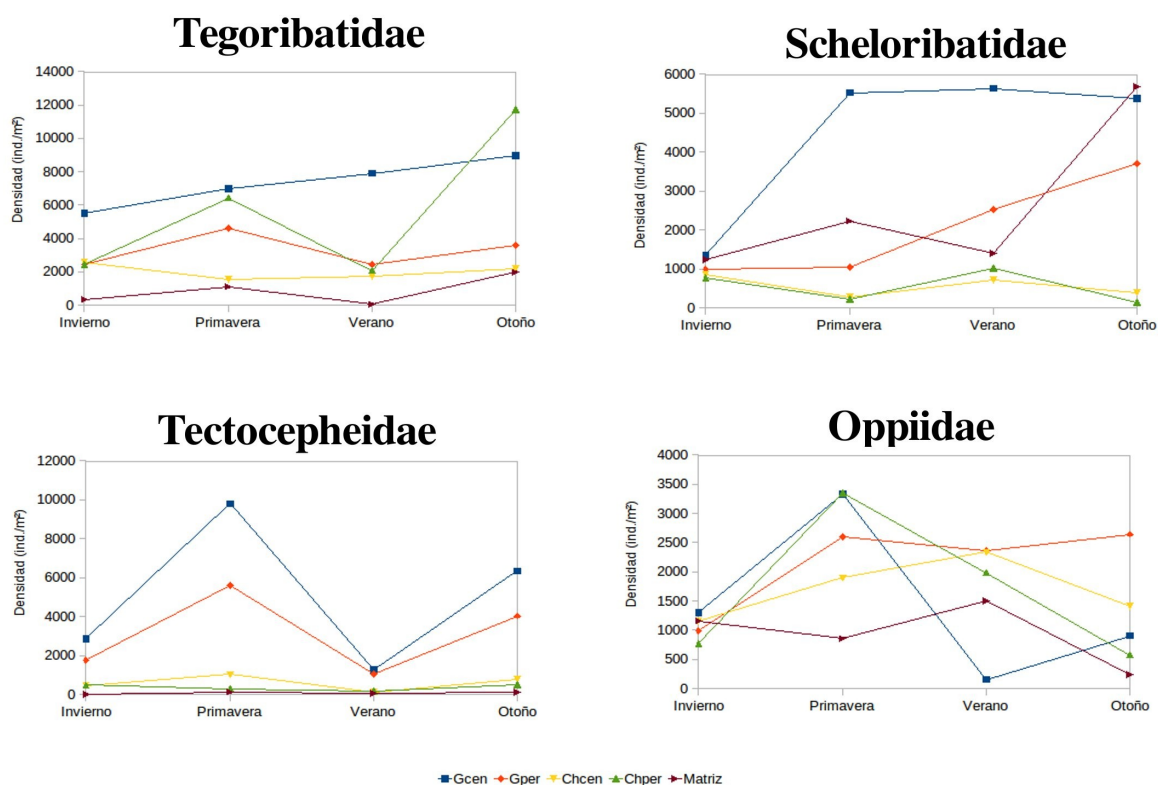 Tegoribatidae
Densidad (ind./m²)
14000
12000
10000
8000
6000
4000
2000
0
Invierno Primavera Verano Otoño
Scheloribatidae
Densidad (ind./m²)
6000
5000
4000
3000
2000
1000
0
Invierno Primavera Verano Otoño
Tectocepheidae
Densidad (ind./m²)
12000
10000
8000
6000
4000
2000
0
Invierno Primavera Verano Otoño
Oppiidae
Densidad (ind./m²)
4000
3500
3000
2500
2000
1500
1000
500
0
Invierno Primavera Verano Otoño
Gcen Gper Chcen Chper Matriz